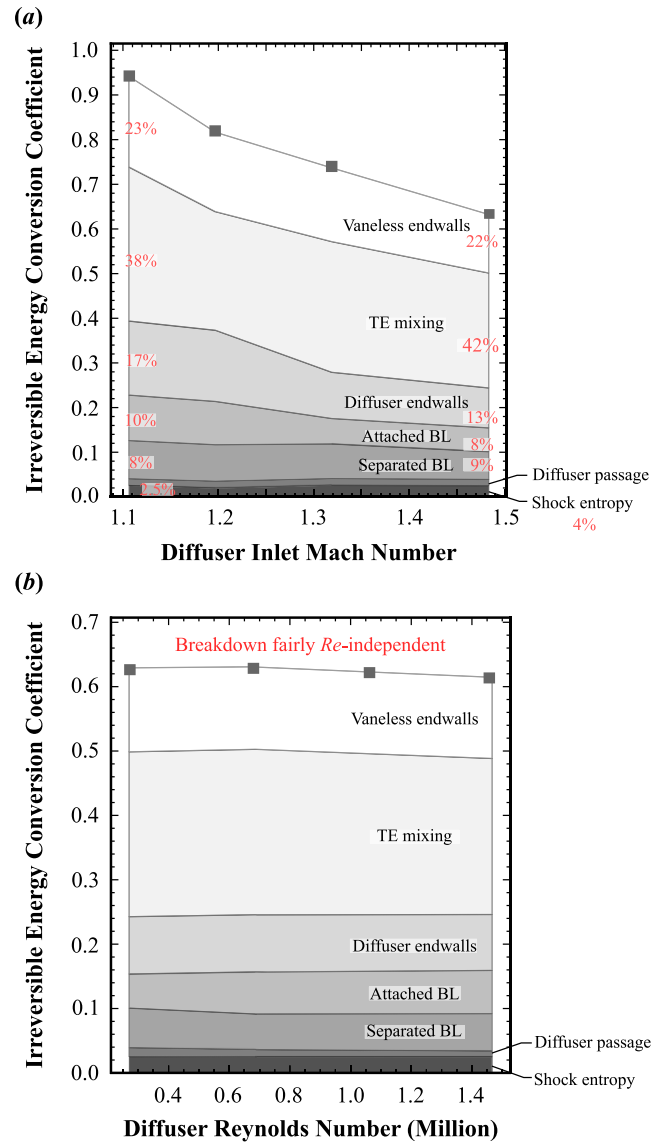 (a)
Irreversible Energy Conversion Coefficient
1.0
0.9
0.8
0.7
0.6
0.5
0.4
0.3
0.2
0.1
0.0
23%
38%
17%
10%
8%
2.5%
Vaneless endwalls
22%
TE mixing
42%
Diffuser endwalls
13%
Attached BL
8%
Separated BL
9%
Diffuser passage
Shock entropy
4%
1.1
1.2
1.3
1.4
1.5
Diffuser Inlet Mach Number
(b)
Irreversible Energy Conversion Coefficient
0.7
0.6
0.5
0.4
0.3
0.2
0.1
0.0
Breakdown fairly Re-independent
Vaneless endwalls
TE mixing
Diffuser endwalls
Attached BL
Separated BL
Diffuser passage
Shock entropy
0.4
0.6
0.8
1.0
1.2
1.4
Diffuser Reynolds Number (Million)